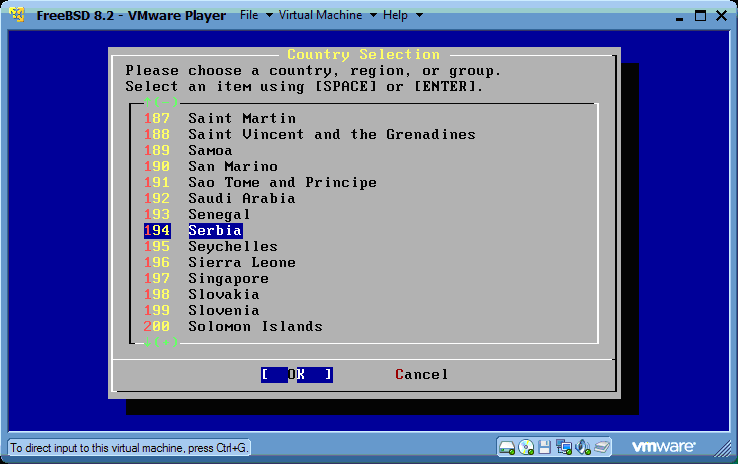 FreeBSD 8.2 - VMware Player File Virtual Machine Help
Country Selection
Please choose a country, region, or group.
Select an item using [SPACE] or [ENTER].
↑(-)
187 Saint Martin
188 Saint Vincent and the Grenadines
189 Samoa
190 San Marino
191 Sao Tome and Principe
192 Saudi Arabia
193 Senegal
194 Serbia
195 Seychelles
196 Sierra Leone
197 Singapore
198 Slovakia
199 Slovenia
200 Solomon Islands
↓(+)
[ OK ] Cancel
To direct input to this virtual machine, press Ctrl+G.
vmware